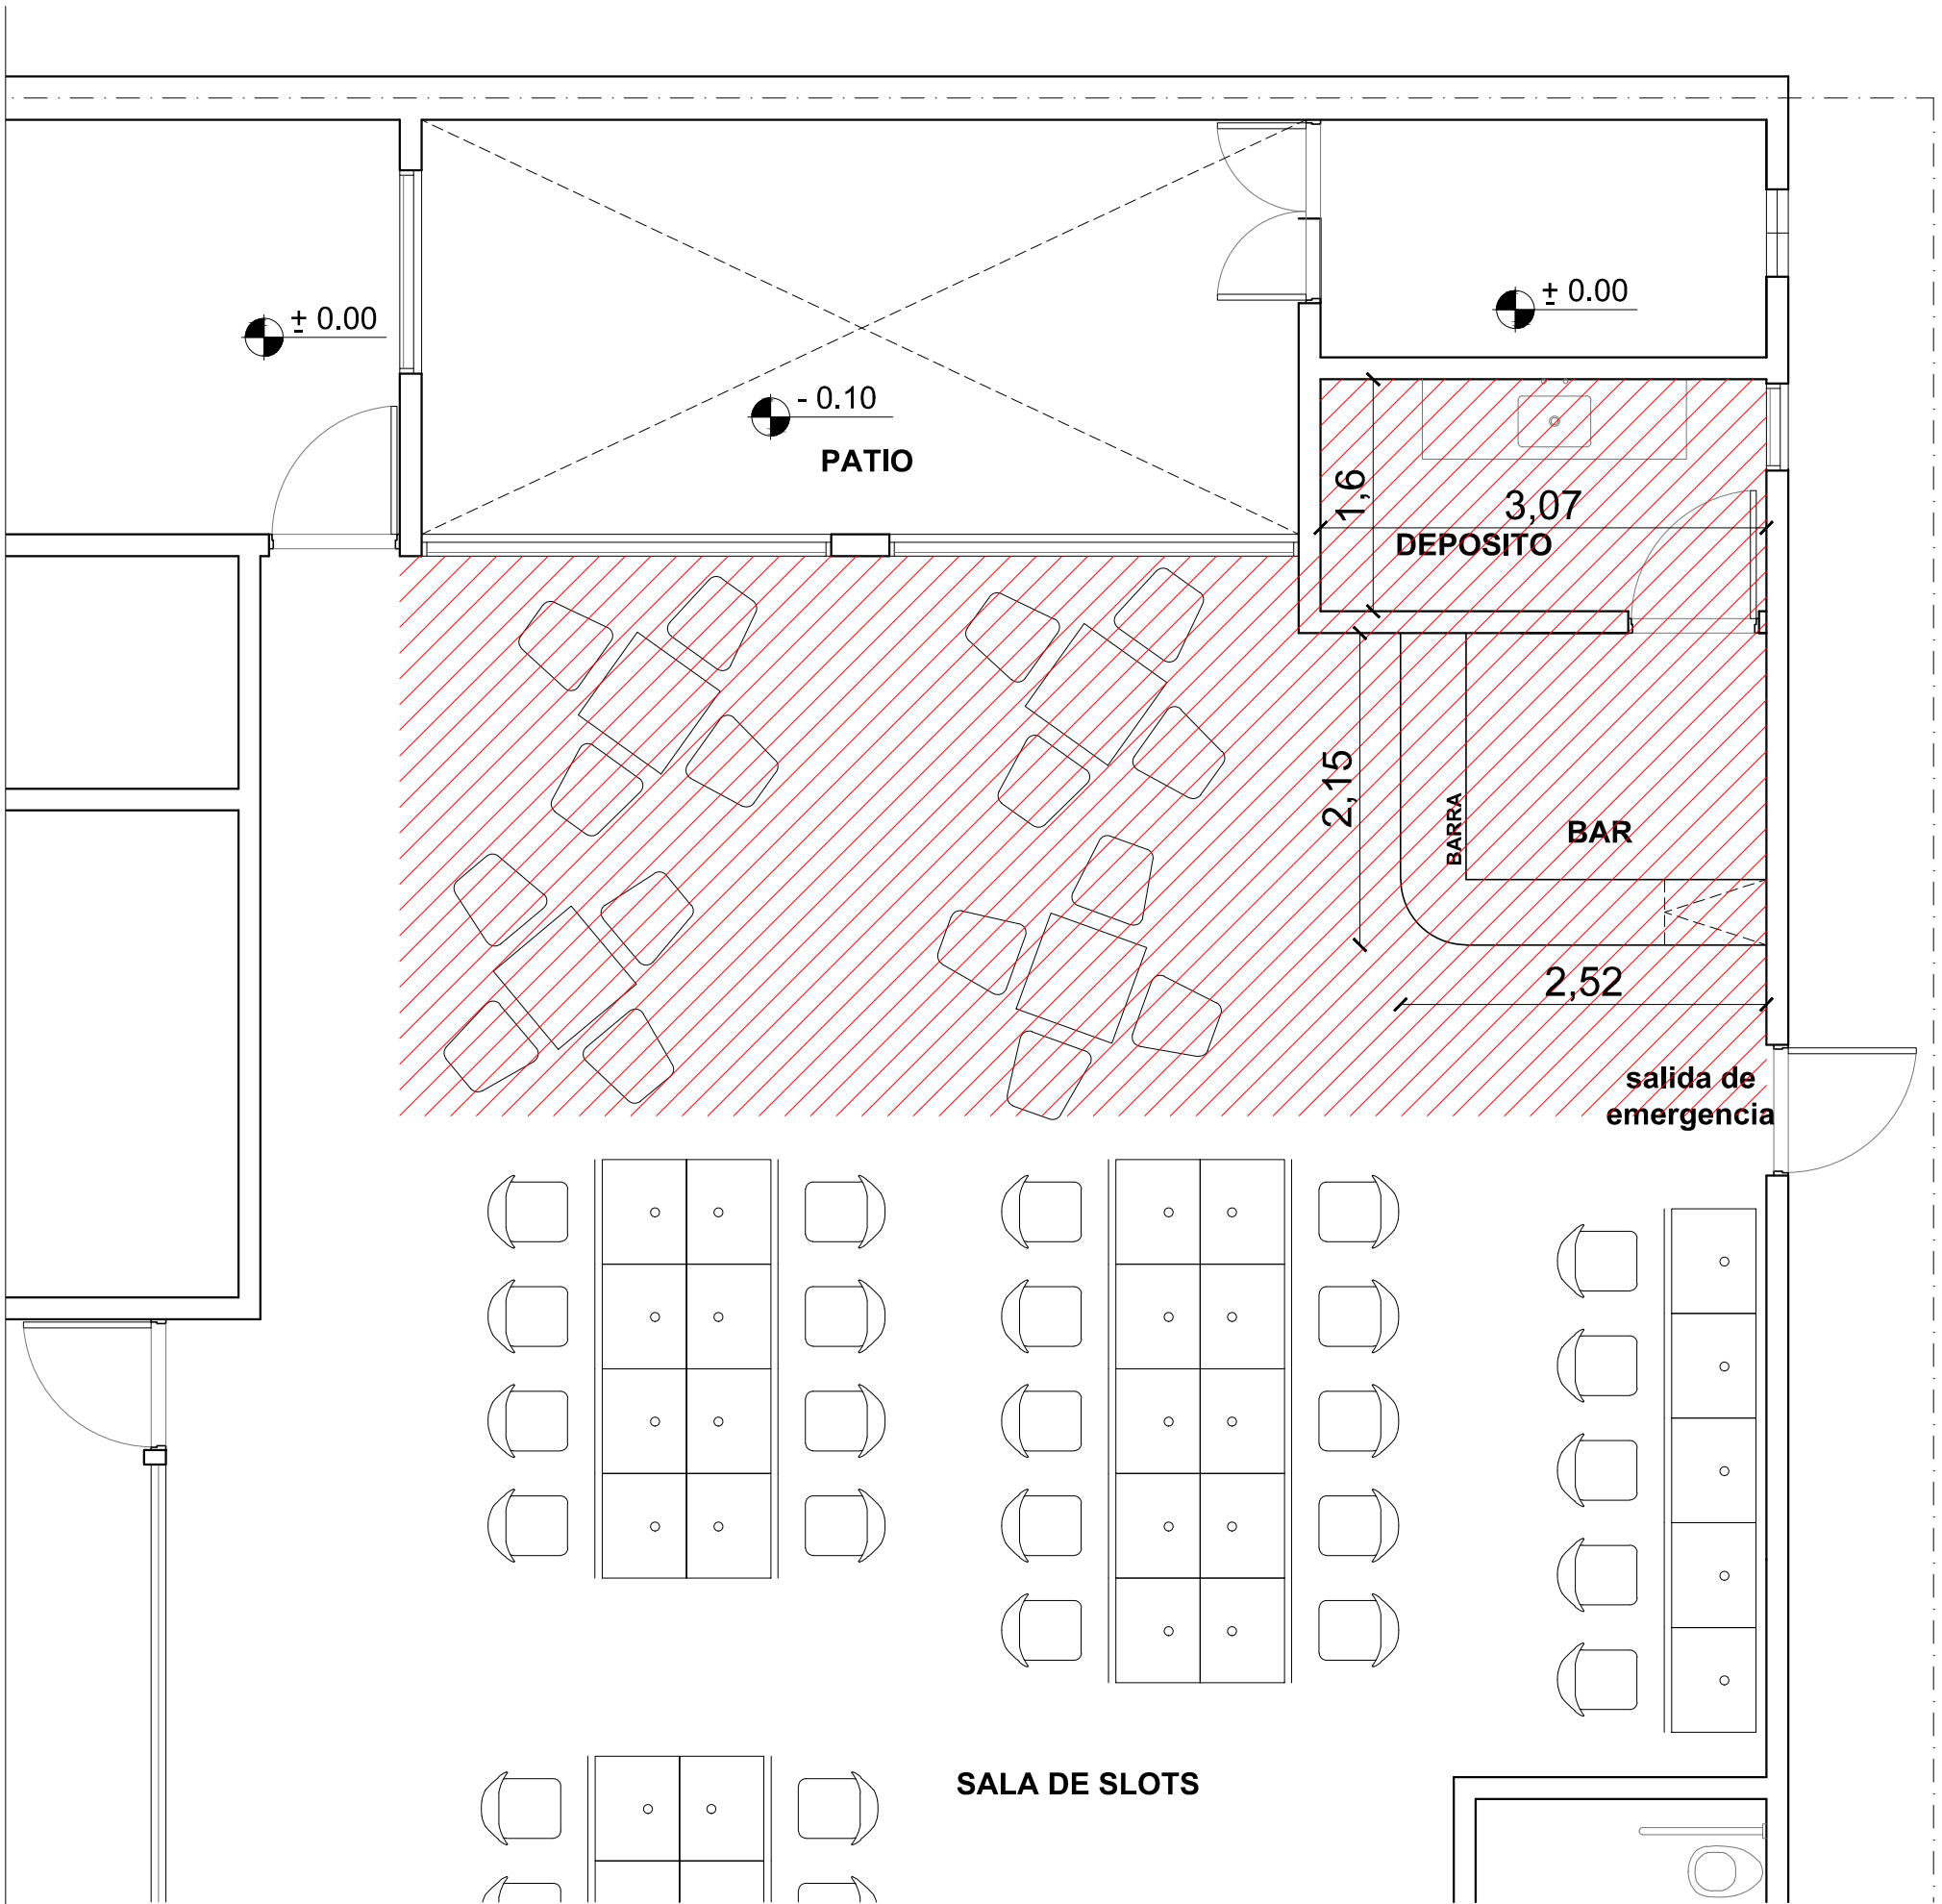 ± 0.00
± 0.00
- 0.10
PATIO
1,6
3,07
DEPOSITO
2,15
BARRA
BAR
2,52
salida de
emergencia
SALA DE SLOTS